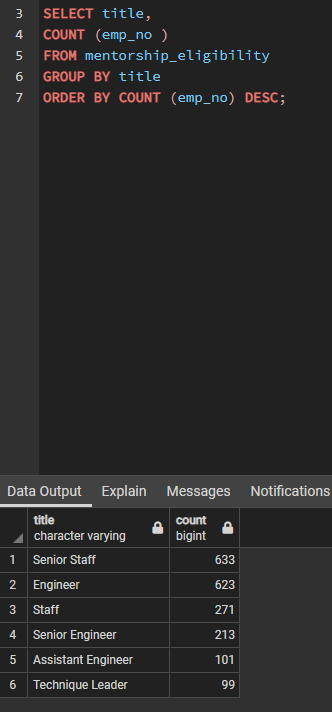 3 SELECT title,
4 COUNT (emp_no )
5 FROM mentorship_eligibility
6 GROUP BY title
7 ORDER BY COUNT (emp_no) DESC;
Data Output Explain Messages Notifications
title count
character varying bigint
1 Senior Staff 633
2 Engineer 623
3 Staff 271
4 Senior Engineer 213
5 Assistant Engineer 101
6 Technique Leader 99